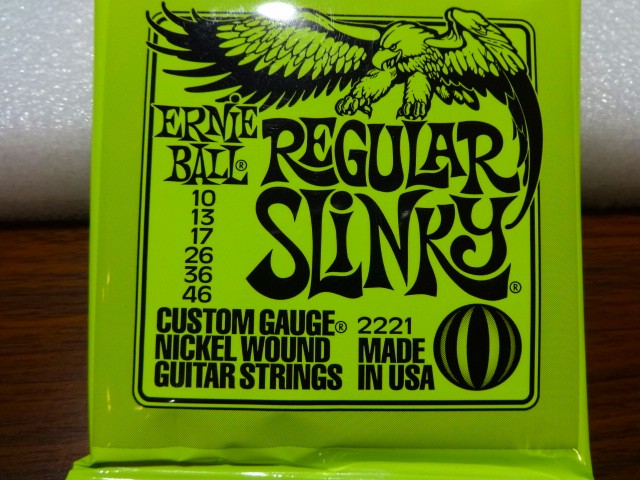 ERNIE
BALL®
REGULAR
SLINKY®
10
13
17
26
36
46
CUSTOM GAUGE® 2221
NICKEL WOUND
GUITAR STRINGS
MADE
IN USA